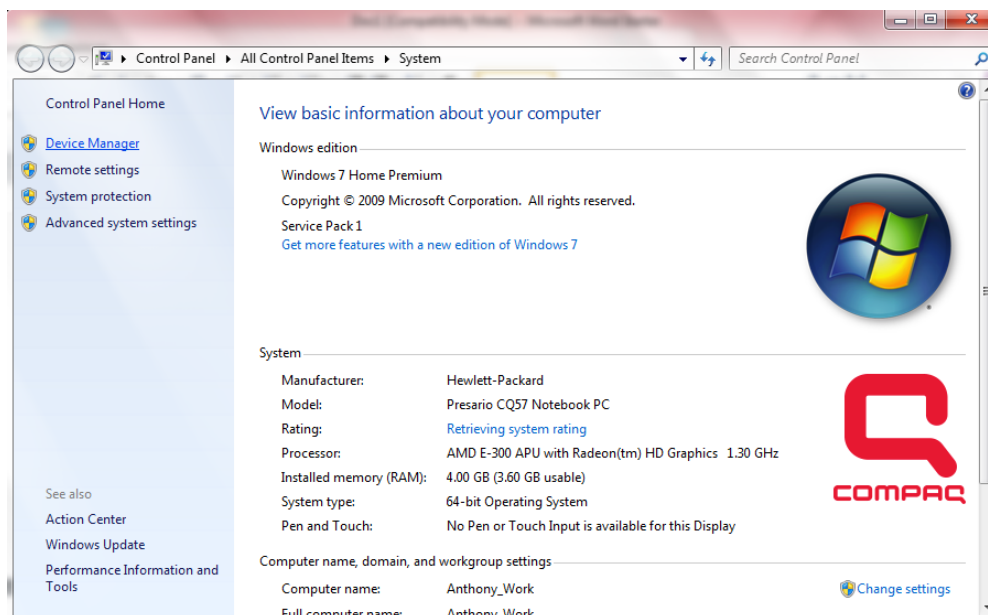 Control Panel ▸ All Control Panel Items ▸ System
Search Control Panel
Control Panel Home
Device Manager
Remote settings
System protection
Advanced system settings
See also
Action Center
Windows Update
Performance Information and
Tools
View basic information about your computer
Windows edition
Windows 7 Home Premium
Copyright © 2009 Microsoft Corporation. All rights reserved.
Service Pack 1
Get more features with a new edition of Windows 7
System
Manufacturer: Hewlett-Packard
Model: Presario CQ57 Notebook PC
Rating: Retrieving system rating
Processor: AMD E-300 APU with Radeon(tm) HD Graphics 1.30 GHz
Installed memory (RAM): 4.00 GB (3.60 GB usable)
System type: 64-bit Operating System
Pen and Touch: No Pen or Touch Input is available for this Display
COMPAQ
Computer name, domain, and workgroup settings
Computer name: Anthony_Work
Change settings
Full computer name: Anthony_Work